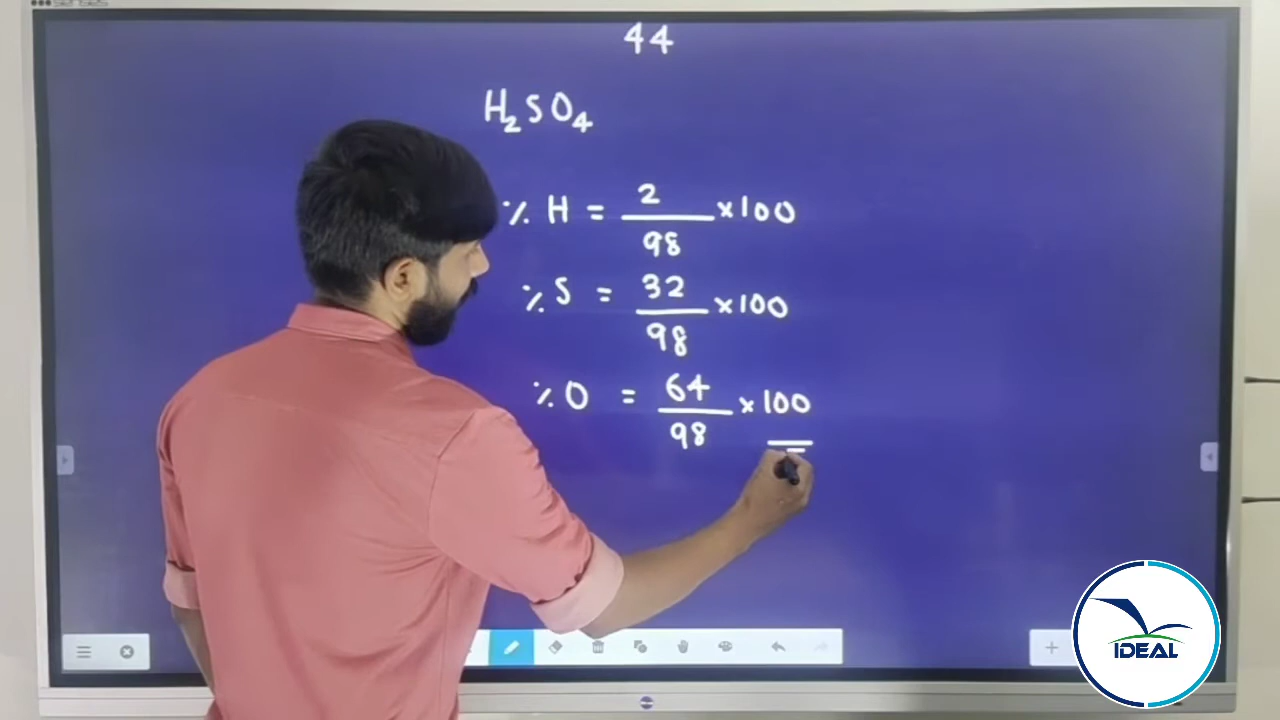 44
H₂SO₄
% H = 2/98 ×100
% S = 32/98 ×100
% O = 64/98 ×100
IDEAL